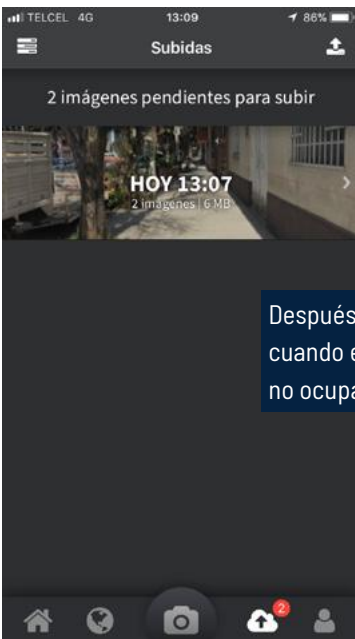 TELCEL 4G 13:09 86%
Subidas
2 imágenes pendientes para subir
HOY 13:07
2 imágenes | 6 MB
Después
cuando e
no ocupa
2